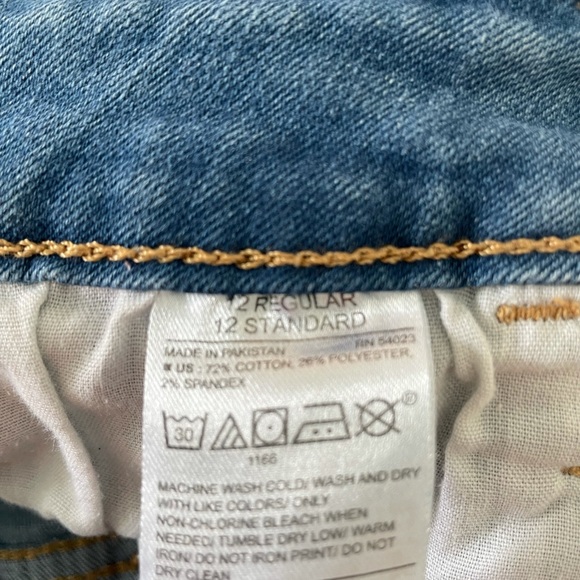 12 REGULAR
12 STANDARD
MADE IN PAKISTAN RN 54023
US : 72% COTTON, 26% POLYESTER,
2% SPANDEX
30
1166
MACHINE WASH COLD/ WASH AND DRY
WITH LIKE COLORS/ ONLY
NON-CHLORINE BLEACH WHEN
NEEDED/ TUMBLE DRY LOW/ WARM
IRON/ DO NOT IRON PRINT/ DO NOT
DRY CLEAN